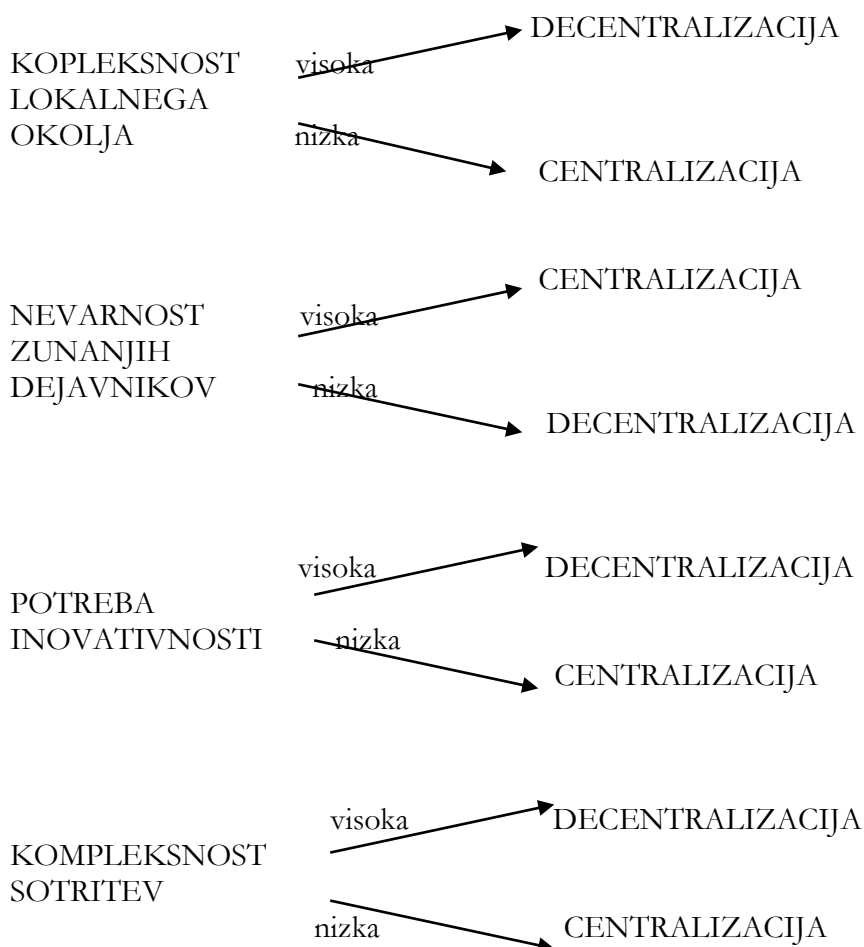 DECENTRALIZACIJA
KOPLEKSNOST visoka
LOKALNEGA
OKOLJA nizka
CENTRALIZACIJA
CENTRALIZACIJA
NEVARNOST visoka
ZUNANJIH
DEJAVNIKOV nizka
DECENTRALIZACIJA
visoka DECENTRALIZACIJA
POTREBA
INOVATIVNOSTI nizka
CENTRALIZACIJA
visoka DECENTRALIZACIJA
KOMPLEKSNOST
SOTRITEV
nizka CENTRALIZACIJA